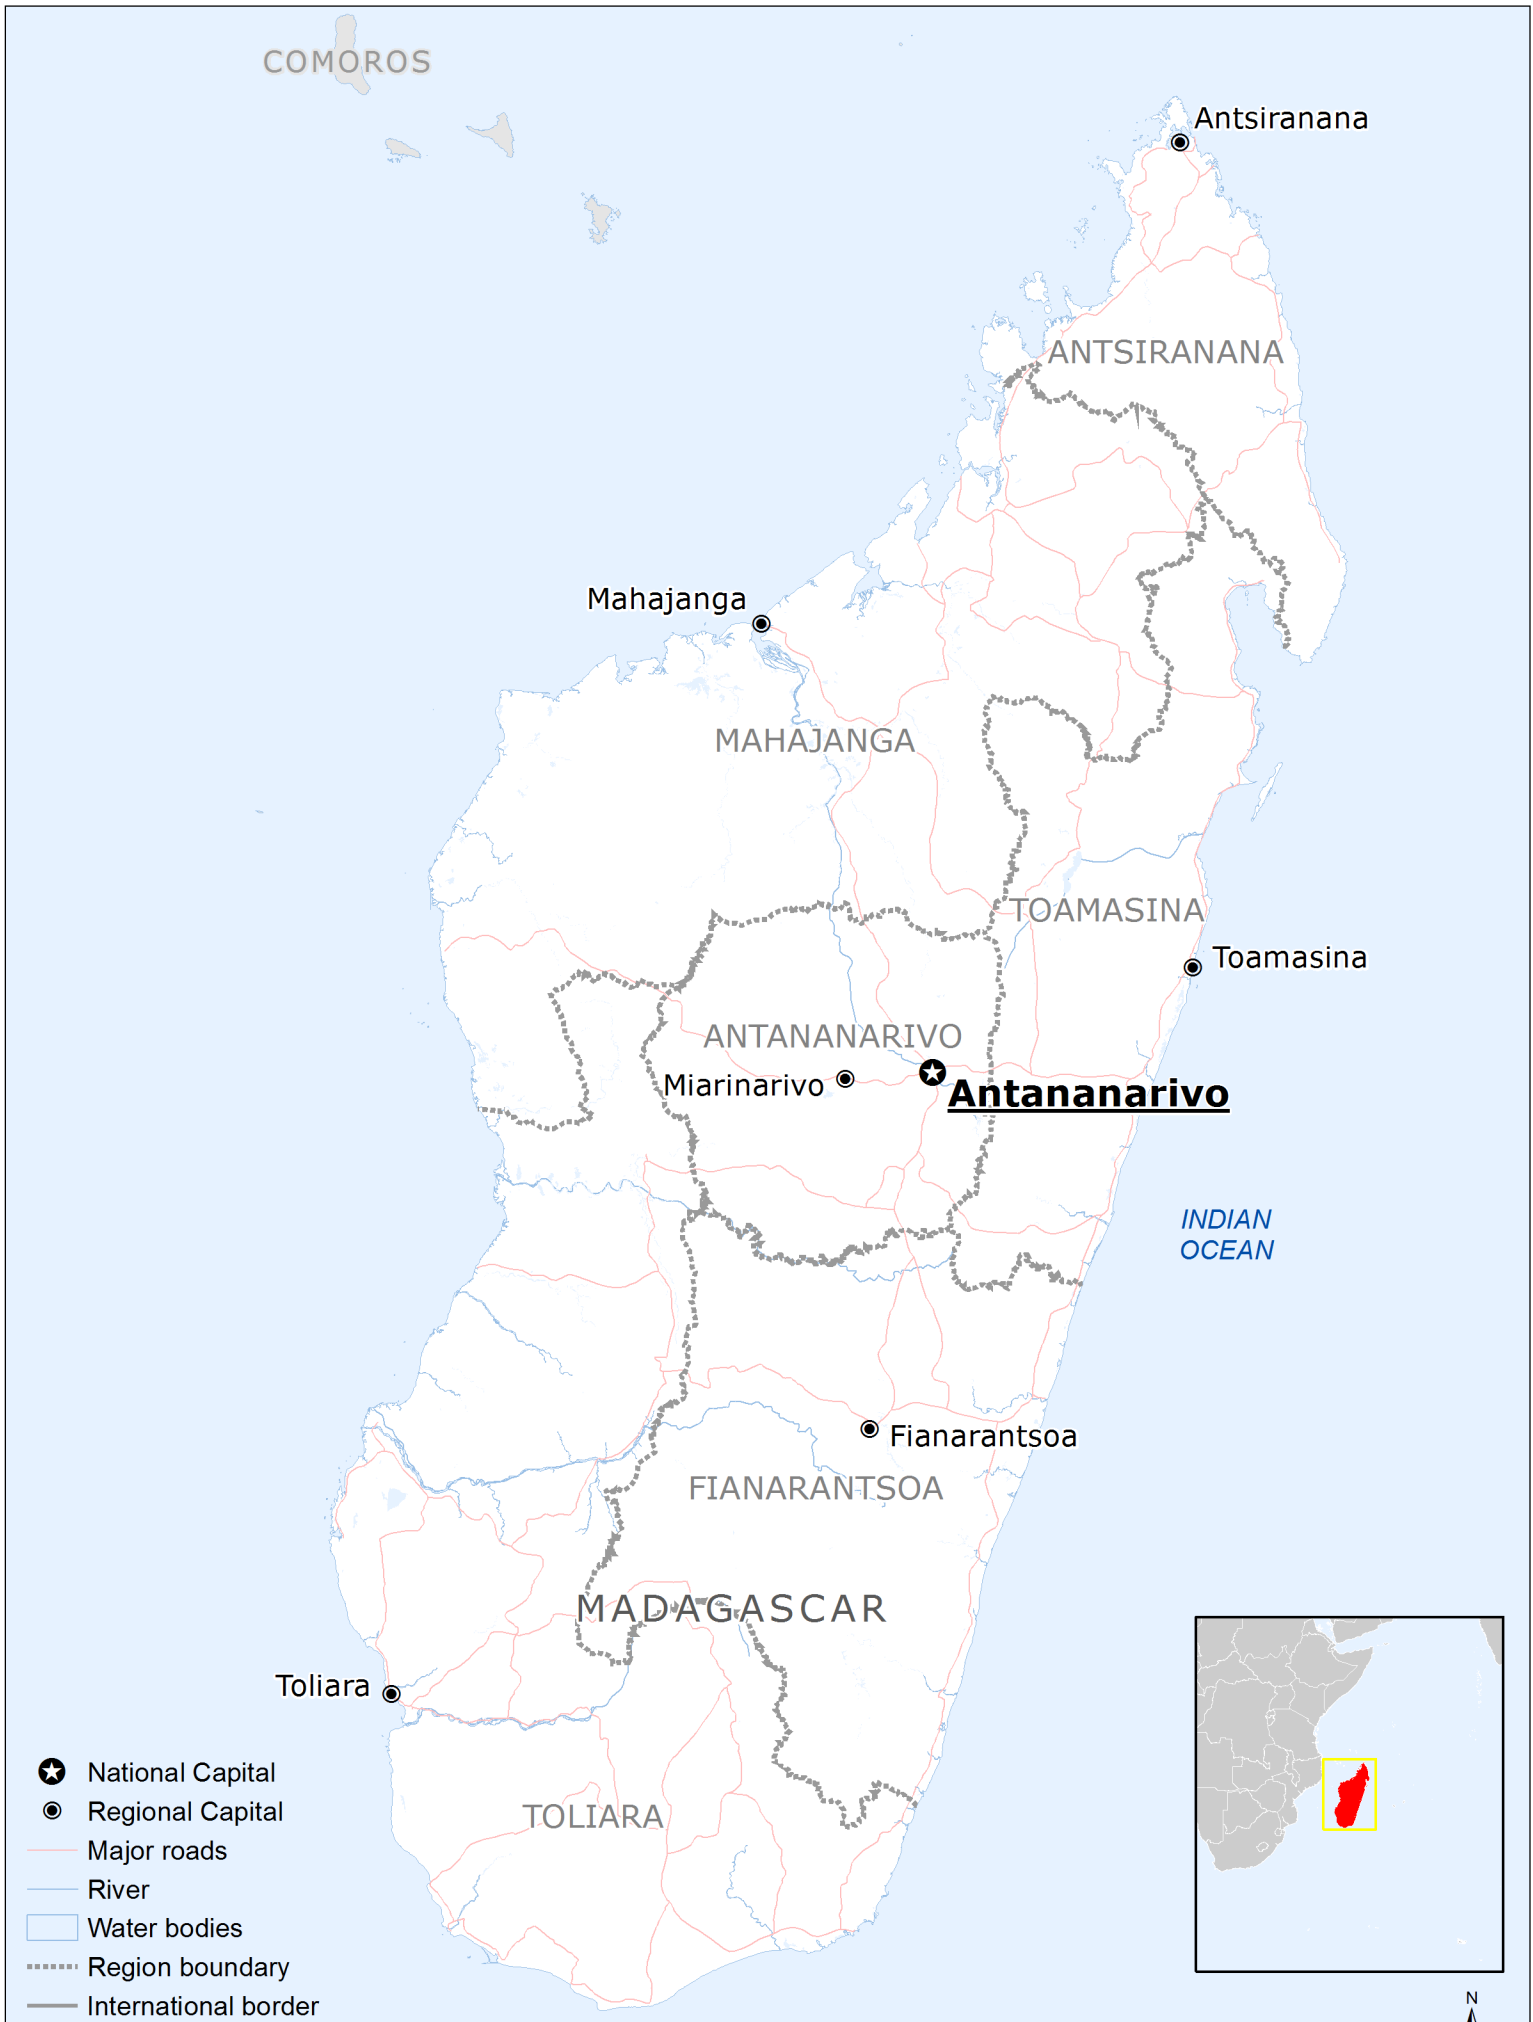 COMOROS
Antsiranana
ANTSIRANANA
Mahajanga
MAHAJANGA
TOAMASINA
Toamasina
ANTANANARIVO
Miarinarivo
Antananarivo
INDIAN
OCEAN
Fianarantsoa
FIANARANTSOA
MADAGASCAR
Toliara
TOLIARA
National Capital
Regional Capital
Major roads
River
Water bodies
Region boundary
International border
N